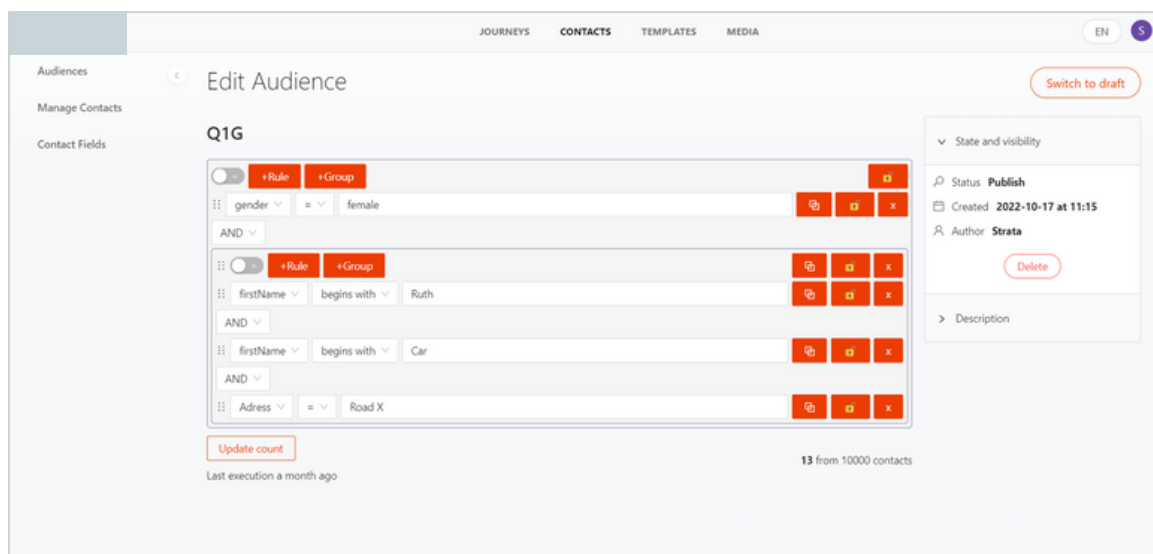 JOURNEYS CONTACTS TEMPLATES MEDIA EN S
Audiences
Manage Contacts
Contact Fields
Edit Audience
Switch to draft
Q1G
+Rule +Group
gender = female x
AND
+Rule +Group x
firstName begins with Ruth x
AND
firstName begins with Car x
AND
Adress = Road X x
Update count
Last execution a month ago
13 from 10000 contacts
State and visibility
Status Publish
Created 2022-10-17 at 11:15
Author Strata
Delete
Description